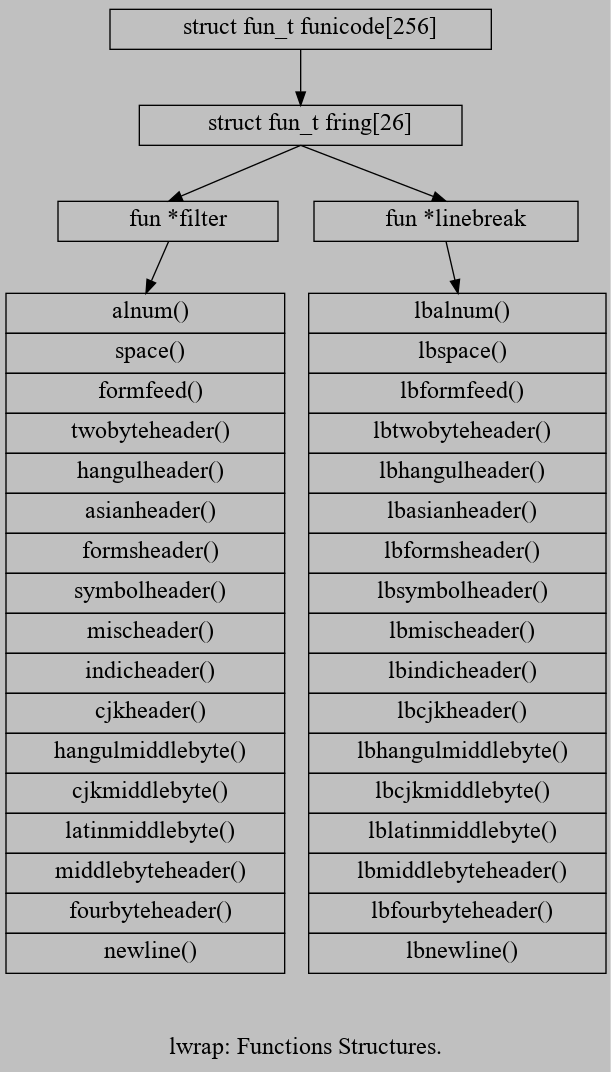 struct fun_t funicode[256]
struct fun_t fring[26]
fun *filter
fun *linebreak
alnum()
space()
formfeed()
twobyteheader()
hangulheader()
asianheader()
formsheader()
symbolheader()
mischeader()
indicheader()
cjkheader()
hangulmiddlebyte()
cjkmiddlebyte()
latinmiddlebyte()
middlebyteheader()
fourbyteheader()
newline()
lbalnum()
lbspace()
lbformfeed()
lbtwobyteheader()
lbhangulheader()
lbasianheader()
lbformsheader()
lbsymbolheader()
lbmischeader()
lbindicheader()
lbcjkheader()
lbhangulmiddlebyte()
lbcjkmiddlebyte()
lblatinmiddlebyte()
lbmiddlebyteheader()
lbfourbyteheader()
lbnewline()
lwrap: Functions Structures.